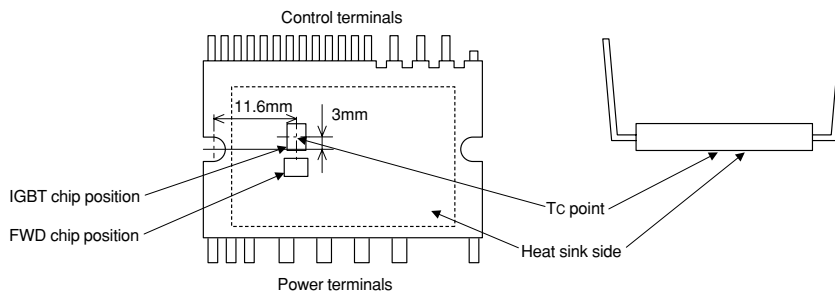 Control terminals
11.6mm
3mm
IGBT chip position
FWD chip position
Tc point
Heat sink side
Power terminals